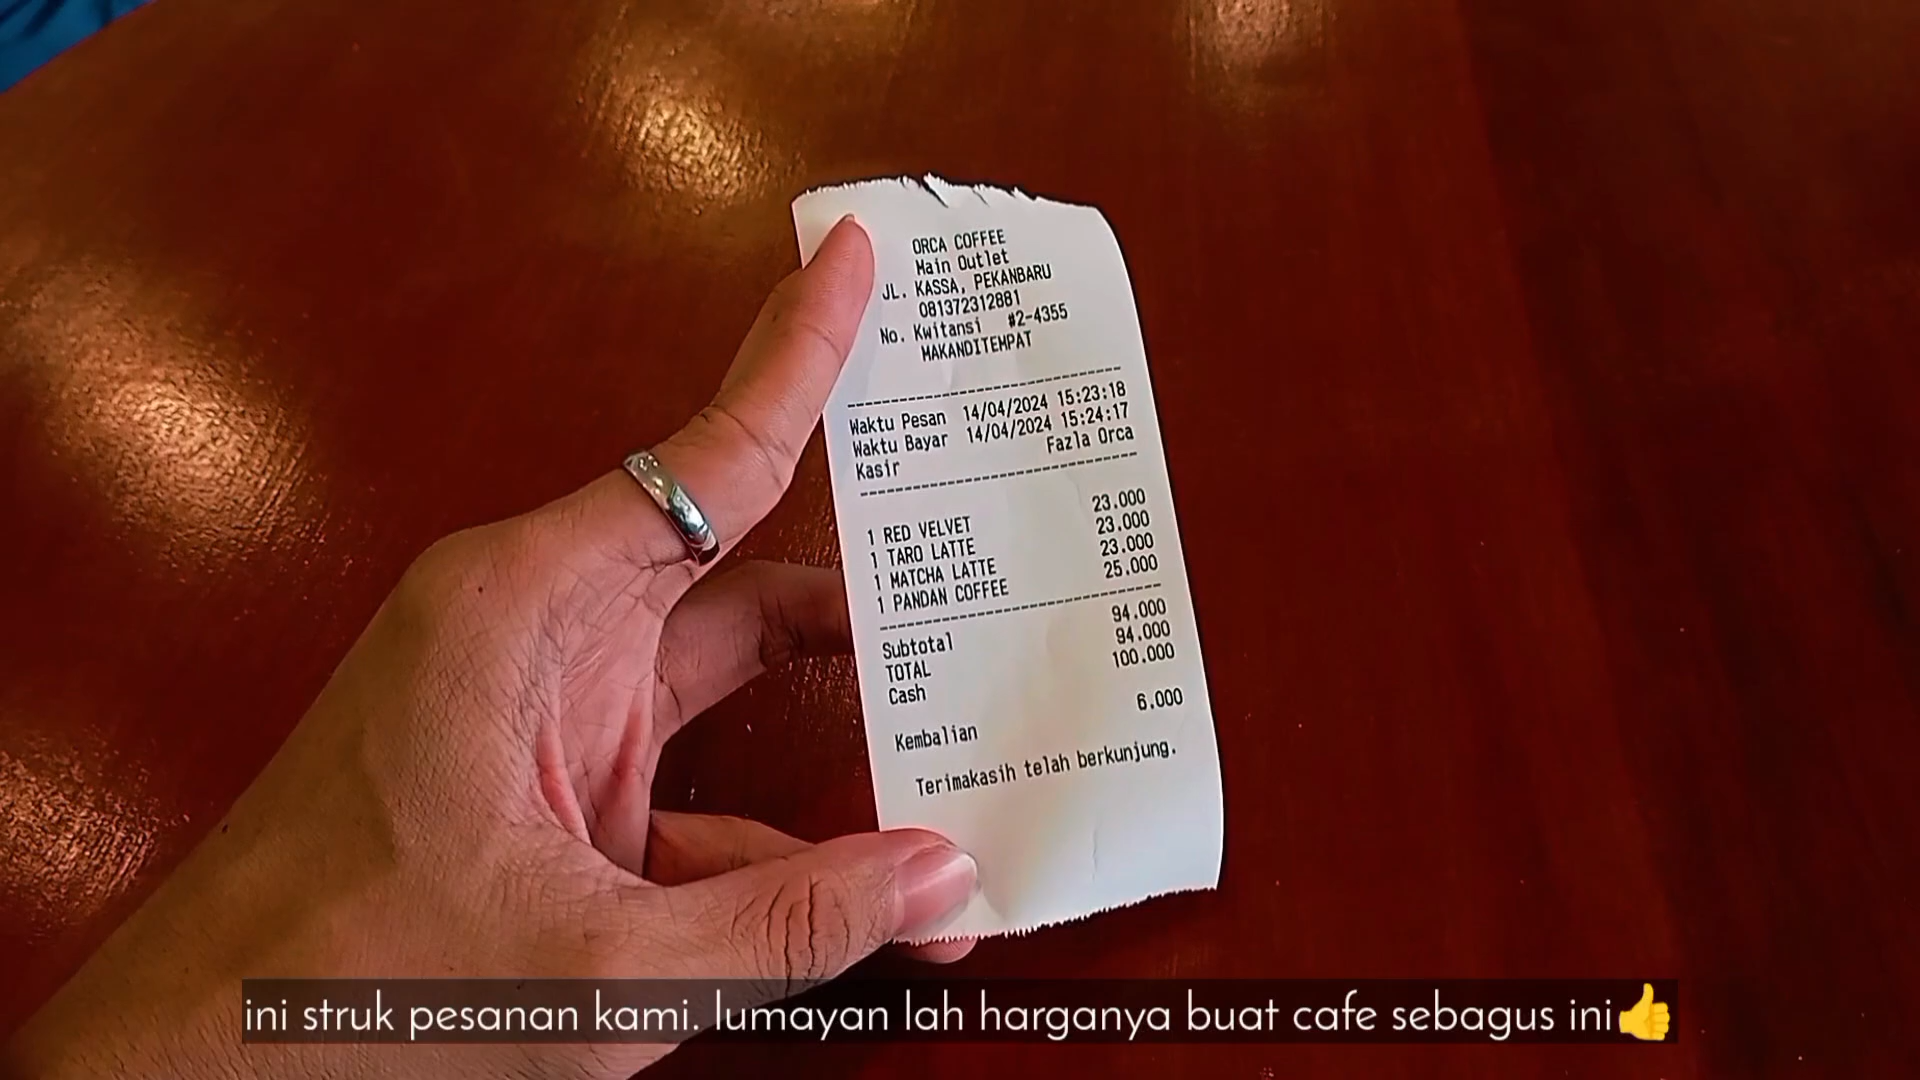 ORCA COFFEE
Main Outlet
JL. KASSA, PEKANBARU
081372312881
No. Kwitansi #2-4355
MAKANDITEMPAT
Waktu Pesan 14/04/2024 15:23:18
Waktu Bayar 14/04/2024 15:24:17
Kasir Fazla Orca
1 RED VELVET 23.000
1 TARO LATTE 23.000
1 MATCHA LATTE 23.000
1 PANDAN COFFEE 25.000
Subtotal 94.000
TOTAL 94.000
Cash 100.000
Kembalian 6.000
Terimakasih telah berkunjung.
ini struk pesanan kami. lumayan lah harganya buat cafe sebagus ini👍